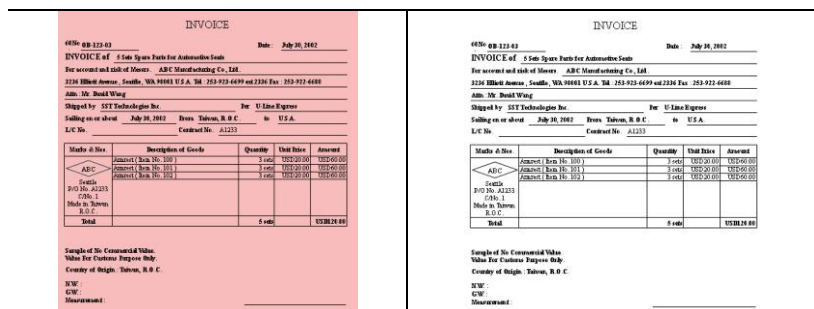 INVOICE
OB-123-03 Date : July 30, 2002
INVOICE of 5 Sets Spare Parts for Automotive Seats
For account and risk of Messrs. ABC Manufacturing Co., Ltd.
3236 Elliott Avenue , Seattle, WA 98001 U.S.A. Tel : 253-923-6699 ext 2336 Fax : 253-922-6688
Attn : Mr. David Wang
Shipped by SST Technologies Inc. Per U-Line Express
Sailing on or about July 30, 2002 From Taiwan, R.O.C. to U.S.A.
L/C No. Contract No. A1233
Marks & Nos. Description of Goods Quantity Unit Price Amount
Armrest ( Item No. 100 ) 3 sets USD20.00 USD60.00
ABC Armrest ( Item No. 101 ) 3 sets USD20.00 USD60.00
Armrest ( Item No. 102 ) 3 sets USD20.00 USD60.00
Seattle
P/O No. A1233
C/No. 1
Made in Taiwan
R.O.C.
Total 5 sets USD120.00
Sample of No Commercial Value.
Value For Customs Purpose Only.
Country of Origin : Taiwan, R.O.C.
N.W. :
G.W. :
Measurement :
INVOICE
OB-123-03 Date : July 30, 2002
INVOICE of 5 Sets Spare Parts for Automotive Seats
For account and risk of Messrs. ABC Manufacturing Co., Ltd.
3236 Elliott Avenue , Seattle, WA 98001 U.S.A. Tel : 253-923-6699 ext 2336 Fax : 253-922-6688
Attn : Mr. David Wang
Shipped by SST Technologies Inc. Per U-Line Express
Sailing on or about July 30, 2002 From Taiwan, R.O.C. to U.S.A.
L/C No. Contract No. A1233
Marks & Nos. Description of Goods Quantity Unit Price Amount
Armrest ( Item No. 100 ) 3 sets USD20.00 USD60.00
ABC Armrest ( Item No. 101 ) 3 sets USD20.00 USD60.00
Armrest ( Item No. 102 ) 3 sets USD20.00 USD60.00
Seattle
P/O No. A1233
C/No. 1
Made in Taiwan
R.O.C.
Total 5 sets USD120.00
Sample of No Commercial Value.
Value For Customs Purpose Only.
Country of Origin : Taiwan, R.O.C.
N.W. :
G.W. :
Measurement :